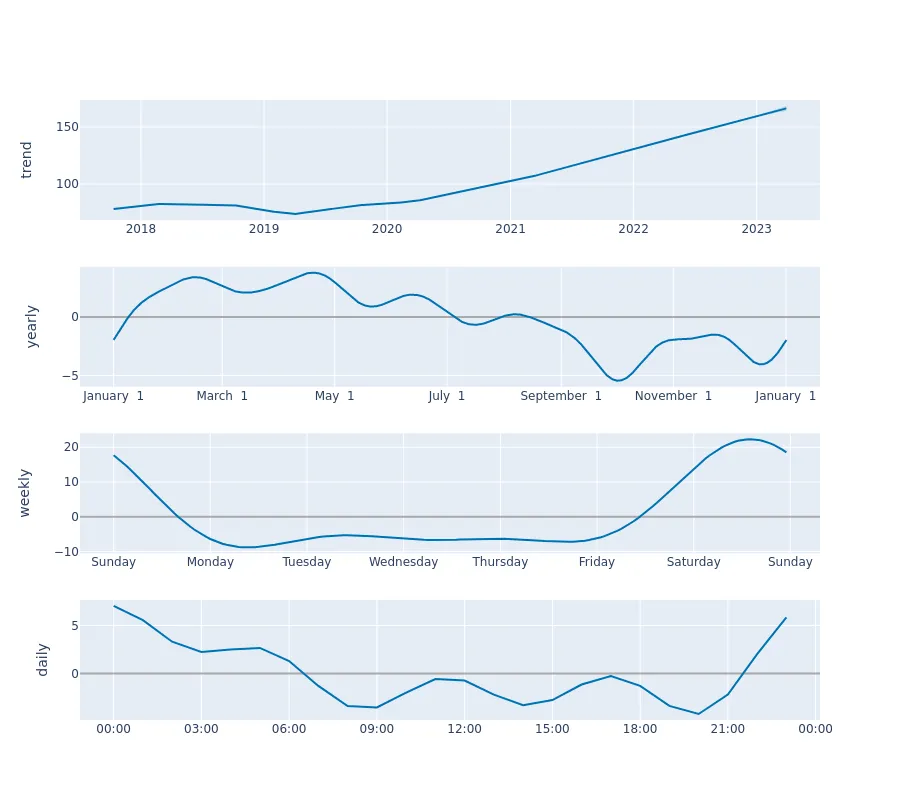 trend
150
100
2018 2019 2020 2021 2022 2023
yearly
0
−5
January 1 March 1 May 1 July 1 September 1 November 1 January 1
weekly
20
10
0
−10
Sunday Monday Tuesday Wednesday Thursday Friday Saturday Sunday
daily
5
0
00:00 03:00 06:00 09:00 12:00 15:00 18:00 21:00 00:00